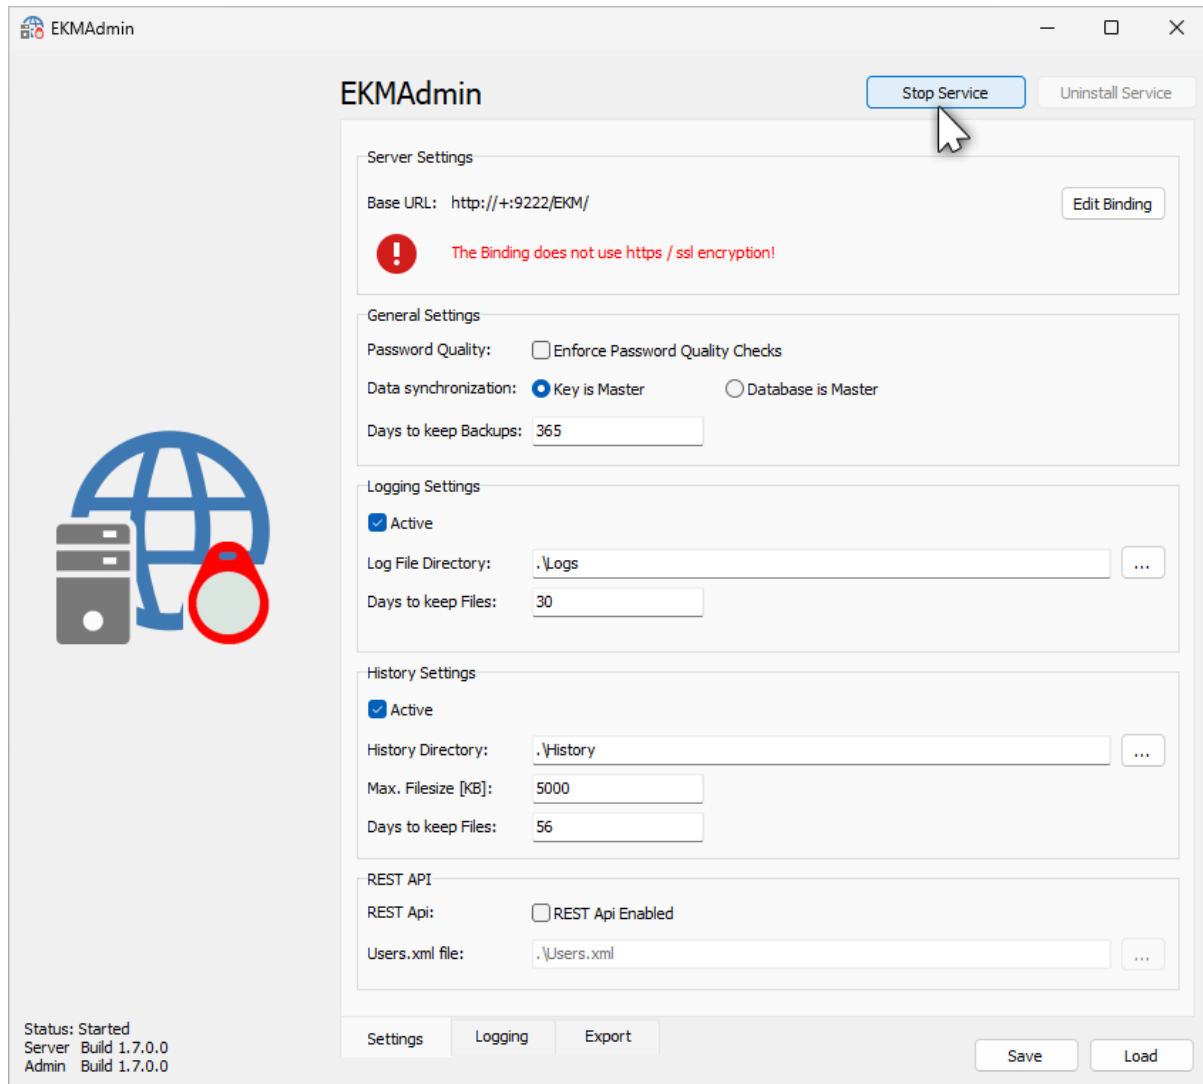 EKMAdmin
EKMAdmin
Stop Service
Uninstall Service
Server Settings
Base URL: http://+:9222/EKM/
Edit Binding
The Binding does not use https / ssl encryption!
General Settings
Password Quality: Enforce Password Quality Checks
Data synchronization: Key is Master Database is Master
Days to keep Backups: 365
Logging Settings
Active
Log File Directory: .\Logs ...
Days to keep Files: 30
History Settings
Active
History Directory: .\History ...
Max. Filesize [KB]: 5000
Days to keep Files: 56
REST API
REST Api: REST Api Enabled
Users.xml file: .\Users.xml ...
Status: Started
Server Build 1.7.0.0
Admin Build 1.7.0.0
Settings Logging Export
Save Load